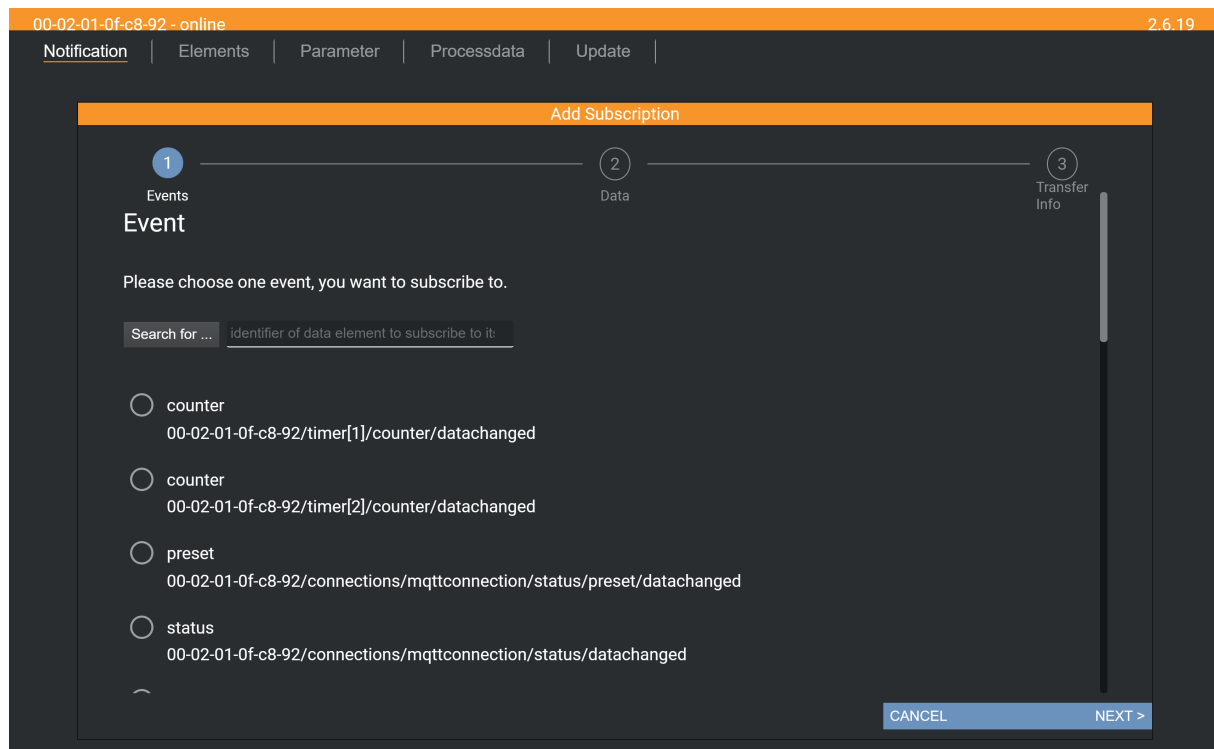 00-02-01-0f-c8-92 - online 2.6.19
Notification Elements Parameter Processdata Update
Add Subscription
1 2 3
Events Data Transfer
Info
Event
Please choose one event, you want to subscribe to.
Search for ... identifier of data element to subscribe to it
counter
00-02-01-0f-c8-92/timer[1]/counter/datachanged
counter
00-02-01-0f-c8-92/timer[2]/counter/datachanged
preset
00-02-01-0f-c8-92/connections/mqttconnection/status/preset/datachanged
status
00-02-01-0f-c8-92/connections/mqttconnection/status/datachanged
CANCEL NEXT >